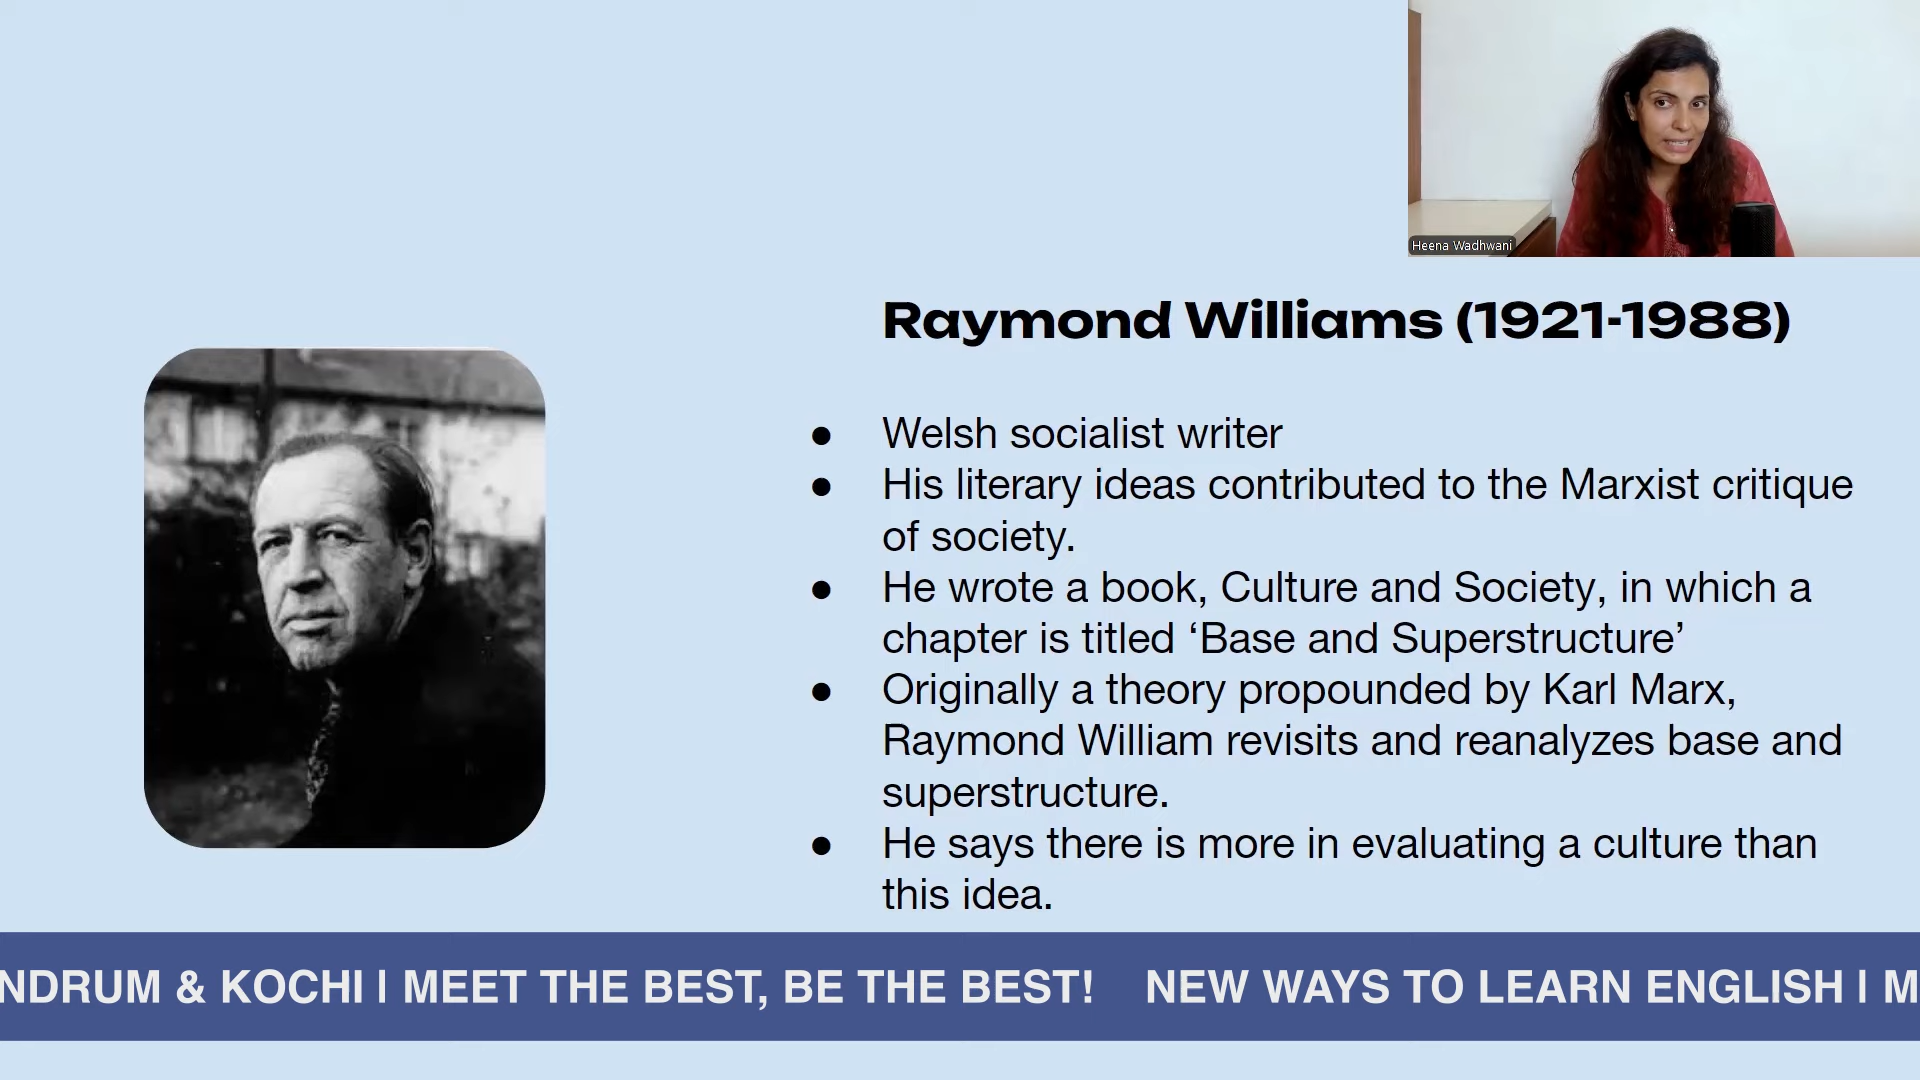 Heena Wadhwani
Raymond Williams (1921-1988)
● Welsh socialist writer
● His literary ideas contributed to the Marxist critique
of society.
● He wrote a book, Culture and Society, in which a
chapter is titled ‘Base and Superstructure’
● Originally a theory propounded by Karl Marx,
Raymond William revisits and reanalyzes base and
superstructure.
● He says there is more in evaluating a culture than
this idea.
NDRUM & KOCHI | MEET THE BEST, BE THE BEST! NEW WAYS TO LEARN ENGLISH | M